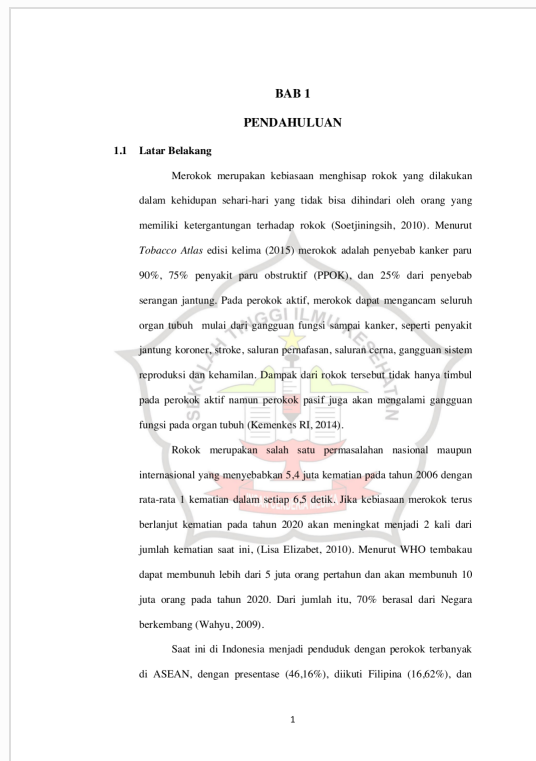 BAB 1
PENDAHULUAN
1.1 Latar Belakang
Merokok merupakan kebiasaan menghisap rokok yang dilakukan
dalam kehidupan sehari-hari yang tidak bisa dihindari oleh orang yang
memiliki ketergantungan terhadap rokok (Soetjiningsih, 2010). Menurut
Tobacco Atlas edisi kelima (2015) merokok adalah penyebab kanker paru
90%, 75% penyakit paru obstruktif (PPOK), dan 25% dari penyebab
serangan jantung. Pada perokok aktif, merokok dapat mengancam seluruh
organ tubuh mulai dari gangguan fungsi sampai kanker, seperti penyakit
jantung koroner, stroke, saluran pernafasan, saluran cerna, gangguan sistem
reproduksi dan kehamilan. Dampak dari rokok tersebut tidak hanya timbul
pada perokok aktif namun perokok pasif juga akan mengalami gangguan
fungsi pada organ tubuh (Kemenkes RI, 2014).
Rokok merupakan salah satu permasalahan nasional maupun
internasional yang menyebabkan 5,4 juta kematian pada tahun 2006 dengan
rata-rata 1 kematian dalam setiap 6,5 detik. Jika kebiasaan merokok terus
berlanjut kematian pada tahun 2020 akan meningkat menjadi 2 kali dari
jumlah kematian saat ini, (Lisa Elizabet, 2010). Menurut WHO tembakau
dapat membunuh lebih dari 5 juta orang pertahun dan akan membunuh 10
juta orang pada tahun 2020. Dari jumlah itu, 70% berasal dari Negara
berkembang (Wahyu, 2009).
Saat ini di Indonesia menjadi penduduk dengan perokok terbanyak
di ASEAN, dengan presentase (46,16%), diikuti Filipina (16,62%), dan
1
SEKOLAH TINGGI ILMU KESEHATAN